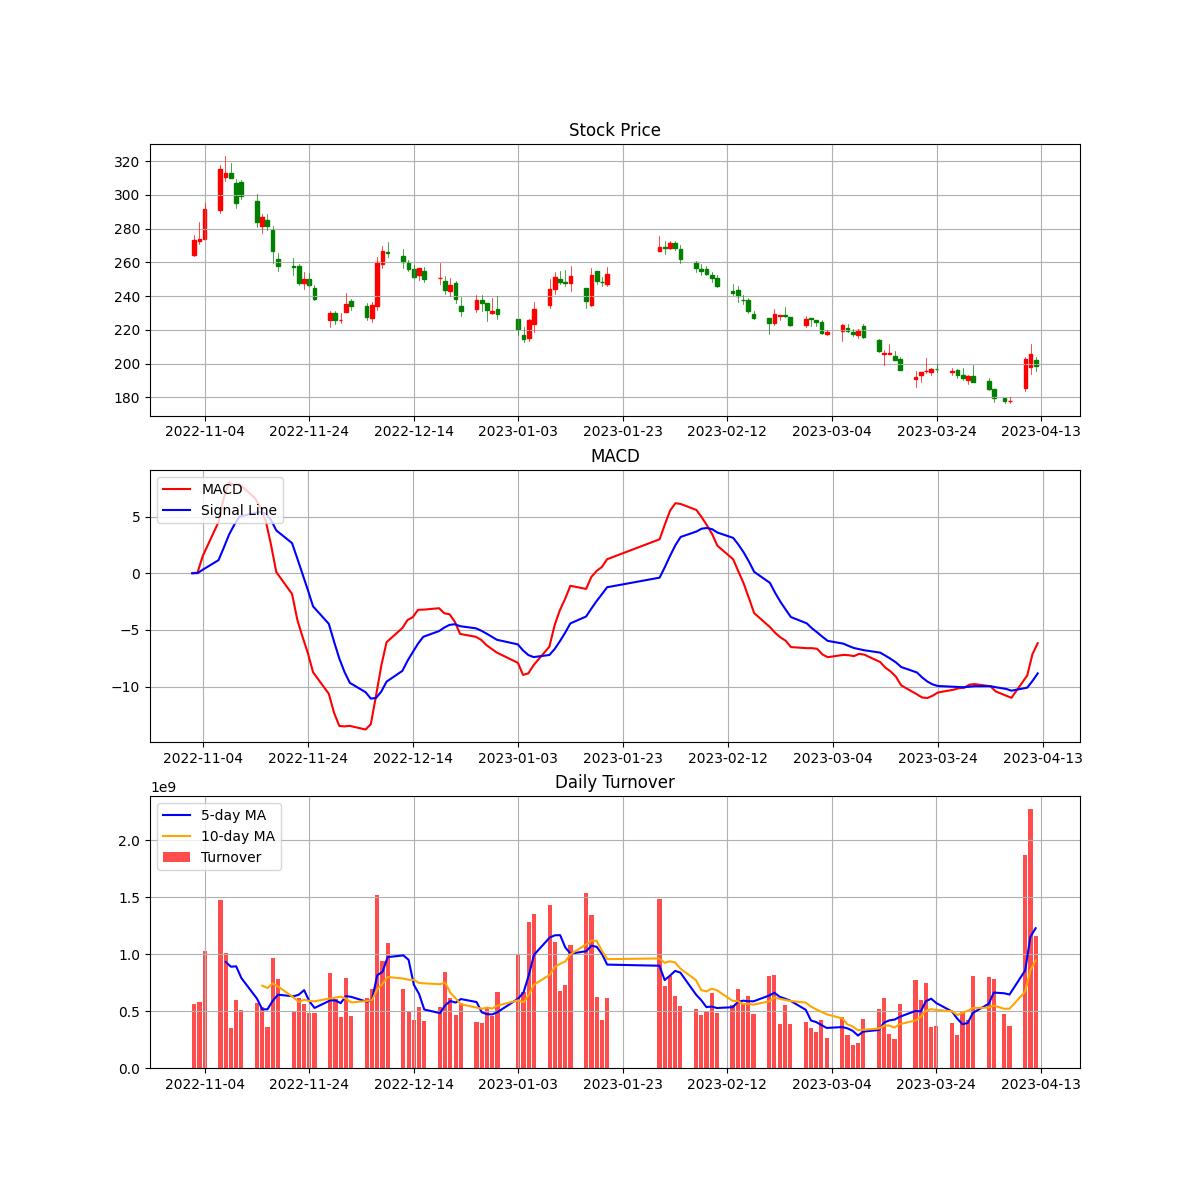 Stock Price
320
300
280
260
240
220
200
180
2022-11-04 2022-11-24 2022-12-14 2023-01-03 2023-01-23 2023-02-12 2023-03-04 2023-03-24 2023-04-13
MACD
MACD
Signal Line
5
0
−5
−10
2022-11-04 2022-11-24 2022-12-14 2023-01-03 2023-01-23 2023-02-12 2023-03-04 2023-03-24 2023-04-13
Daily Turnover
1e9
5-day MA
10-day MA
Turnover
2.0
1.5
1.0
0.5
0.0
2022-11-04 2022-11-24 2022-12-14 2023-01-03 2023-01-23 2023-02-12 2023-03-04 2023-03-24 2023-04-13